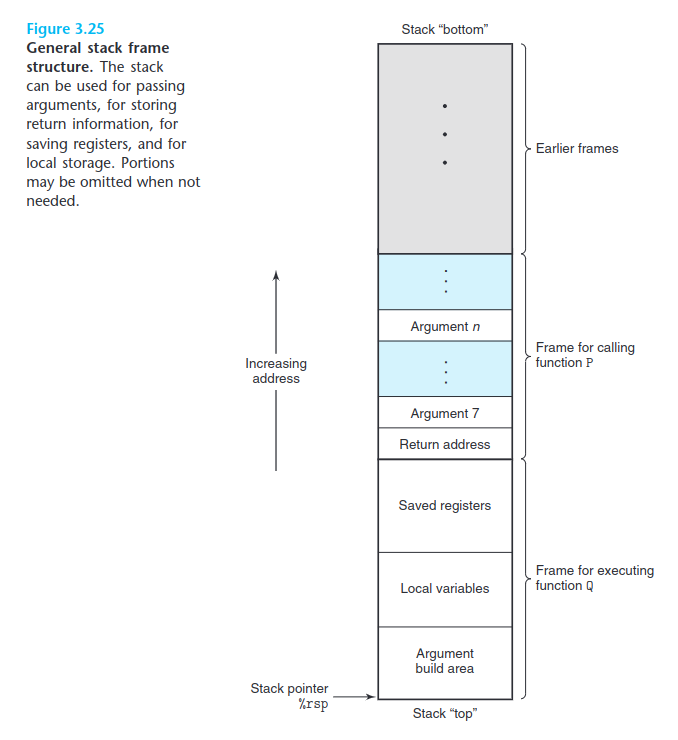 Figure 3.25
General stack frame
structure. The stack
can be used for passing
arguments, for storing
return information, for
saving registers, and for
local storage. Portions
may be omitted when not
needed.
Stack “bottom”
Earlier frames
Argument n
Frame for calling
function P
Increasing
address
Argument 7
Return address
Saved registers
Frame for executing
function Q
Local variables
Argument
build area
Stack pointer
%rsp
Stack “top”